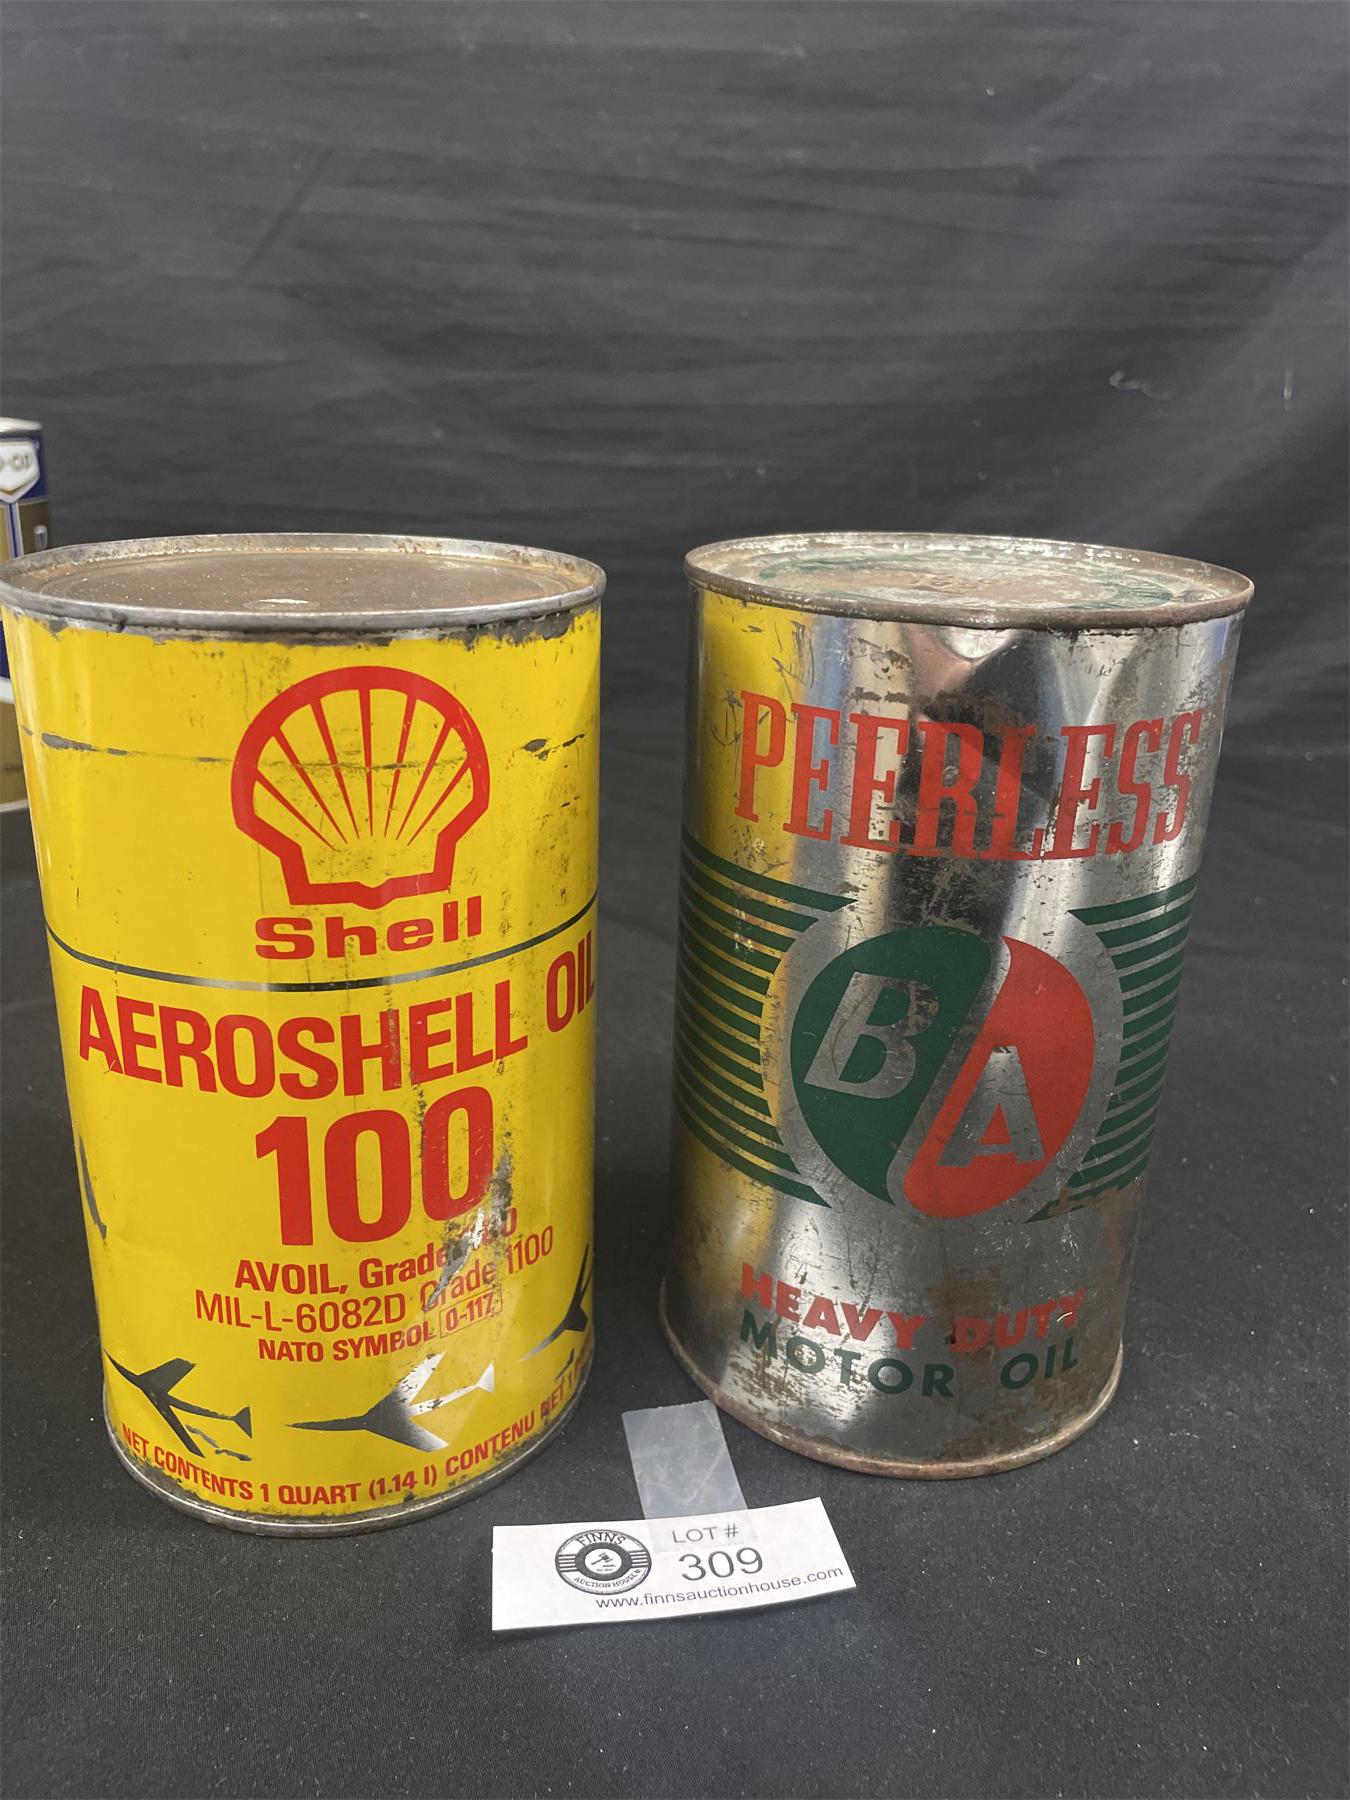 Shell
AEROSHELL OIL
100
AVOIL, Grade
MIL-L-6082D Grade 1100
NATO SYMBOL O-117
NET CONTENTS 1 QUART (1.14 l) CONTENU NET
PEERLESS
B
A
HEAVY DUTY
MOTOR OIL
FINNS
AUCTION HOUSE
LOT #
309
www.finnsauctionhouse.com